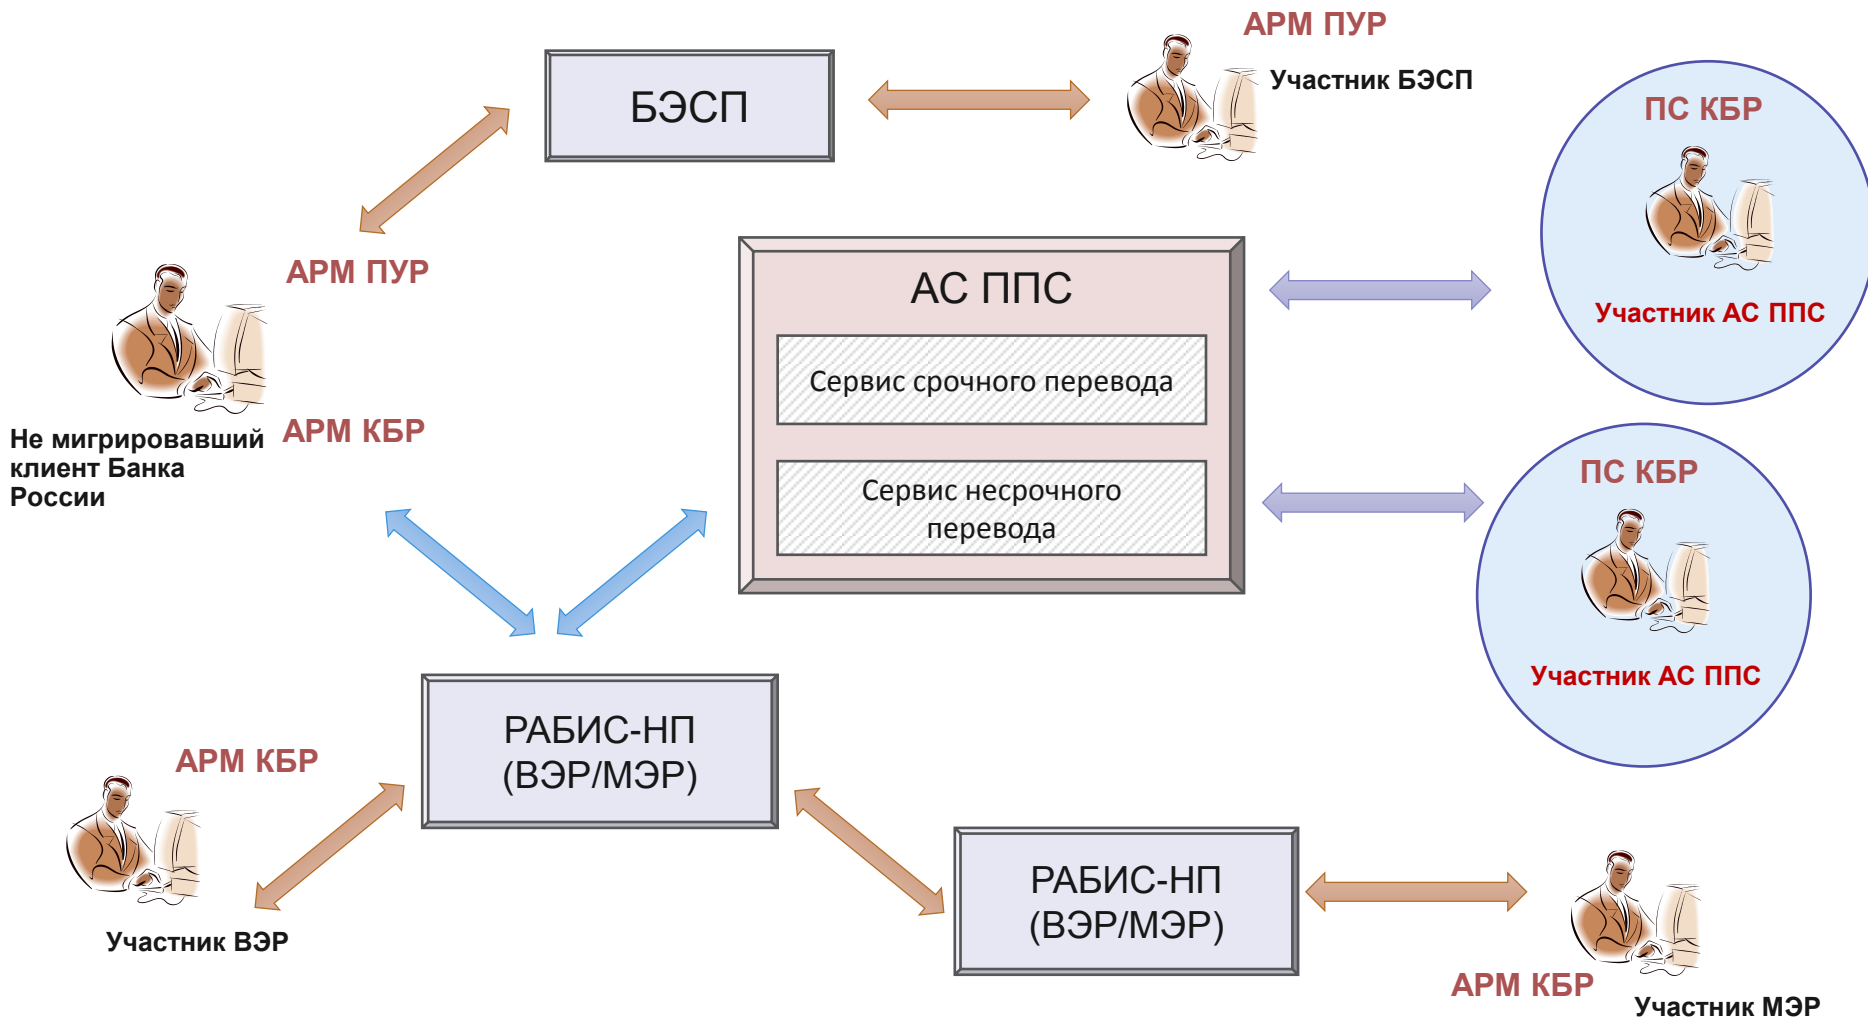 АРМ ПУР
БЭСП
Участник БЭСП
ПС КБР
АРМ ПУР
АС ППС
Участник АС ППС
Сервис срочного перевода
Не мигрировавший
клиент Банка
России
АРМ КБР
Сервис несрочного
перевода
ПС КБР
Участник АС ППС
РАБИС-НП
(ВЭР/МЭР)
АРМ КБР
Участник ВЭР
РАБИС-НП
(ВЭР/МЭР)
АРМ КБР
Участник МЭР